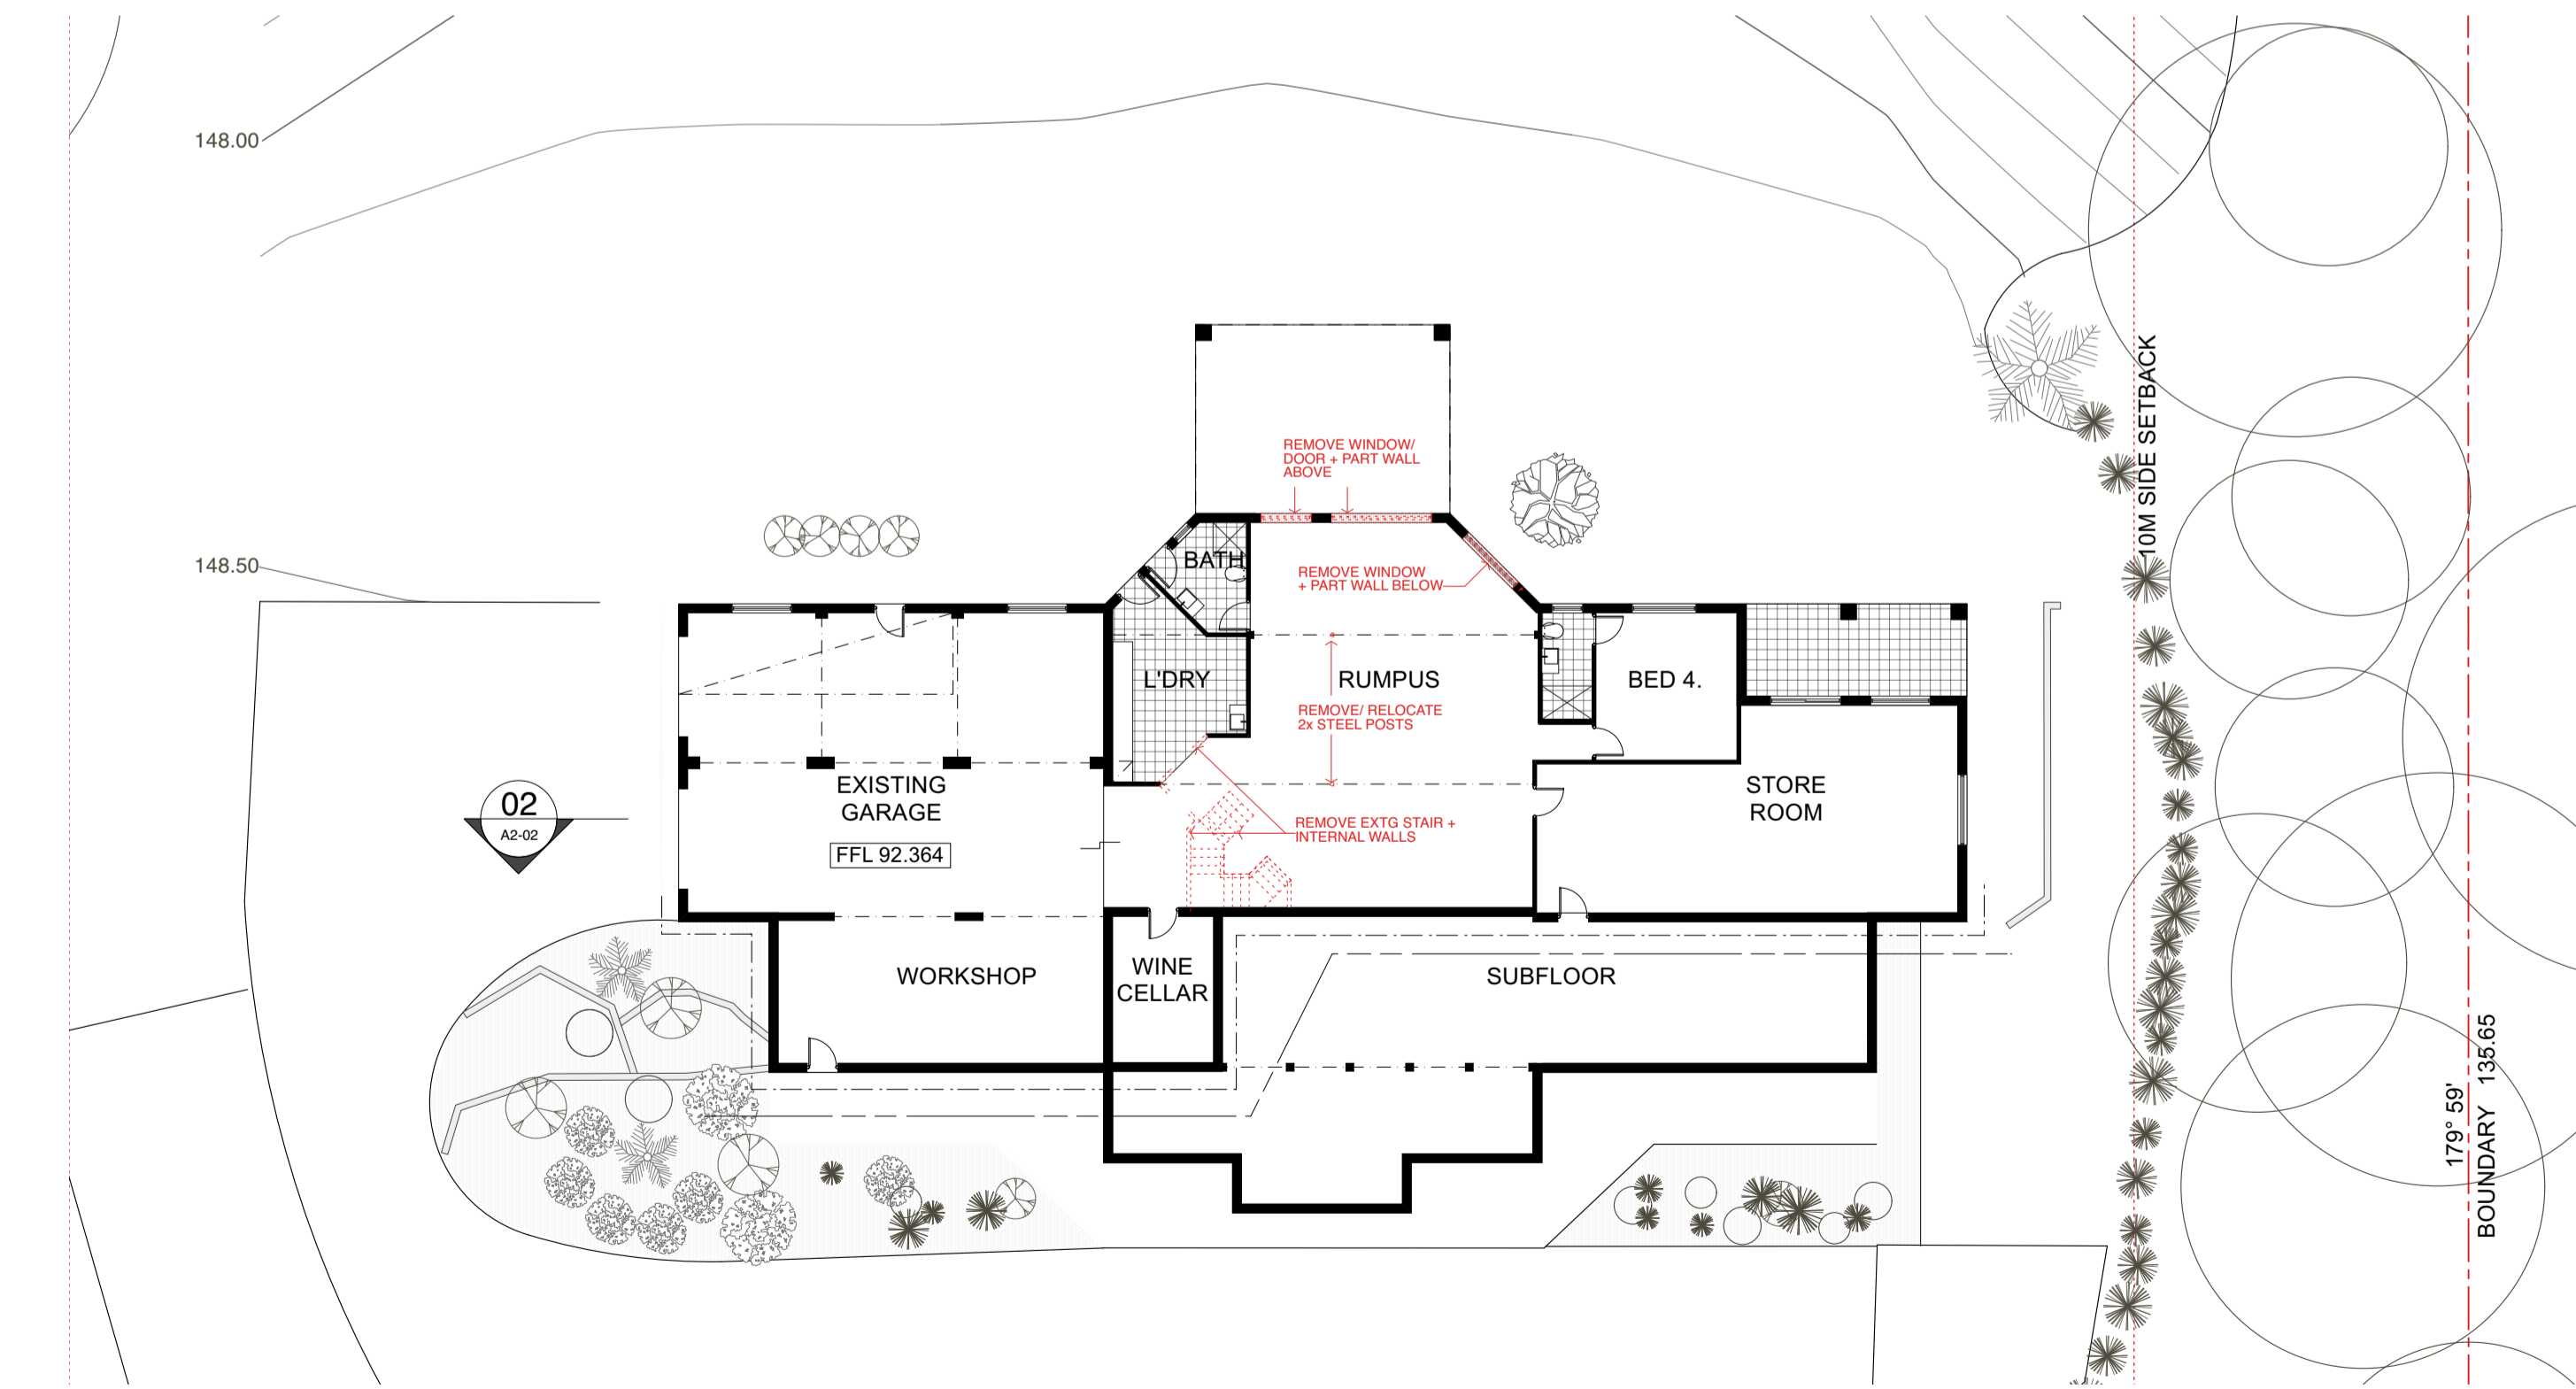 148.00
10M SIDE SETBACK
REMOVE WINDOW/
DOOR + PART WALL
ABOVE
148.50
BATH
REMOVE WINDOW
+ PART WALL BELOW
L'DRY
RUMPUS
BED 4.
REMOVE/ RELOCATE
2x STEEL POSTS
EXISTING
GARAGE
FFL 92.364
STORE
ROOM
02
A2-02
REMOVE EXTG STAIR +
INTERNAL WALLS
WORKSHOP
WINE
CELLAR
SUBFLOOR
179° 59'
BOUNDARY 135.65